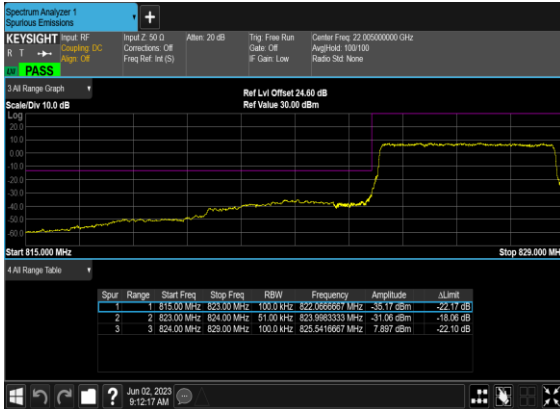 Spectrum Analyzer 1
Spurious Emissions
+
KEYSIGHT Input: RF Input Z: 50 Ω Atten: 20 dB Trig: Free Run Center Freq: 22.005000000 GHz
R T Coupling: DC Corrections: Off Gate: Off Avg|Hold: 100/100
Align: Off Freq Ref: Int (S) IF Gain: Low Radio Std: None
PASS
3 All Range Graph
Ref Lvl Offset 24.60 dB
Scale/Div 10.0 dB Ref Value 30.00 dBm
Log
20.0
10.0
0.00
-10.0
-20.0
-30.0
-40.0
-50.0
-60.0
Start 815.000 MHz Stop 829.000 MH
4 All Range Table
Spur Range Start Freq Stop Freq RBW Frequency Amplitude ΔLimit
1 1 815.00 MHz 823.00 MHz 100.0 kHz 822.0666667 MHz -35.17 dBm -22.17 dB
2 2 823.00 MHz 824.00 MHz 51.00 kHz 823.9983333 MHz -31.06 dBm -18.06 dB
3 3 824.00 MHz 829.00 MHz 100.0 kHz 825.5416667 MHz 7.897 dBm -22.10 dB
? Jun 02, 2023
9:12:17 AM